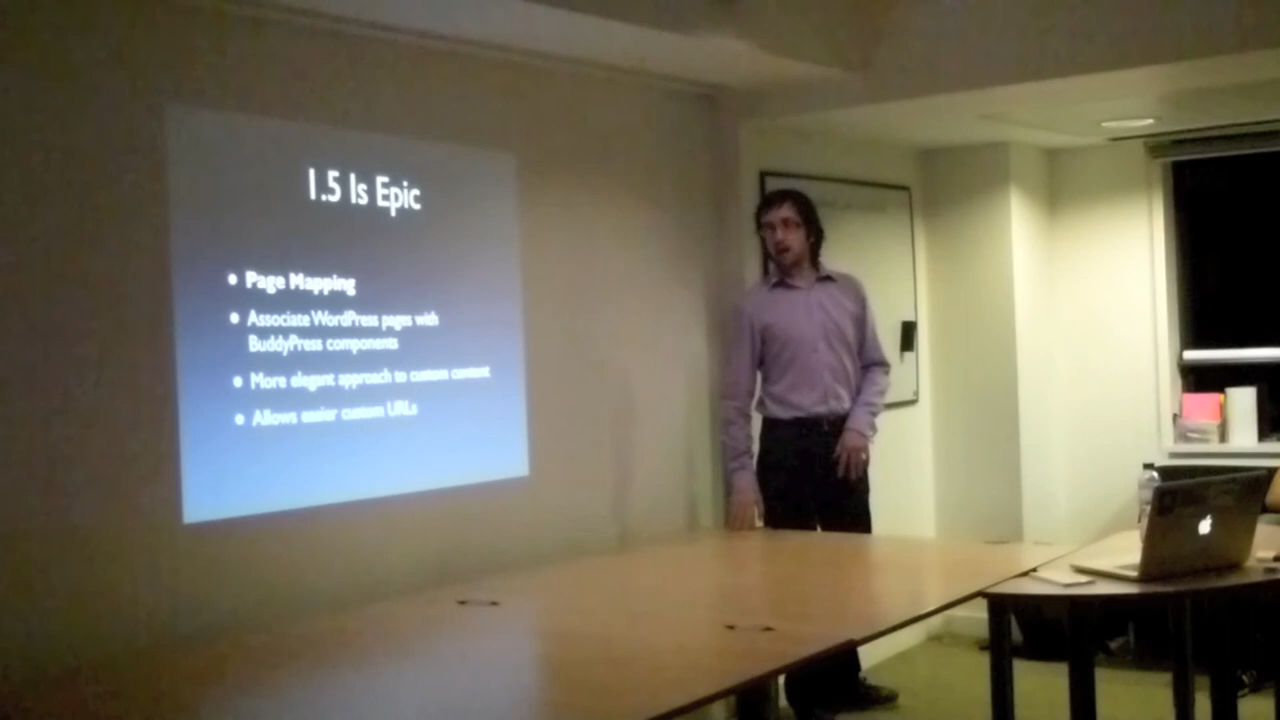 1.5 Is Epic
• Page Mapping
• Associate WordPress pages with
BuddyPress components
• More elegant approach to custom content
• Allows easier custom URLs